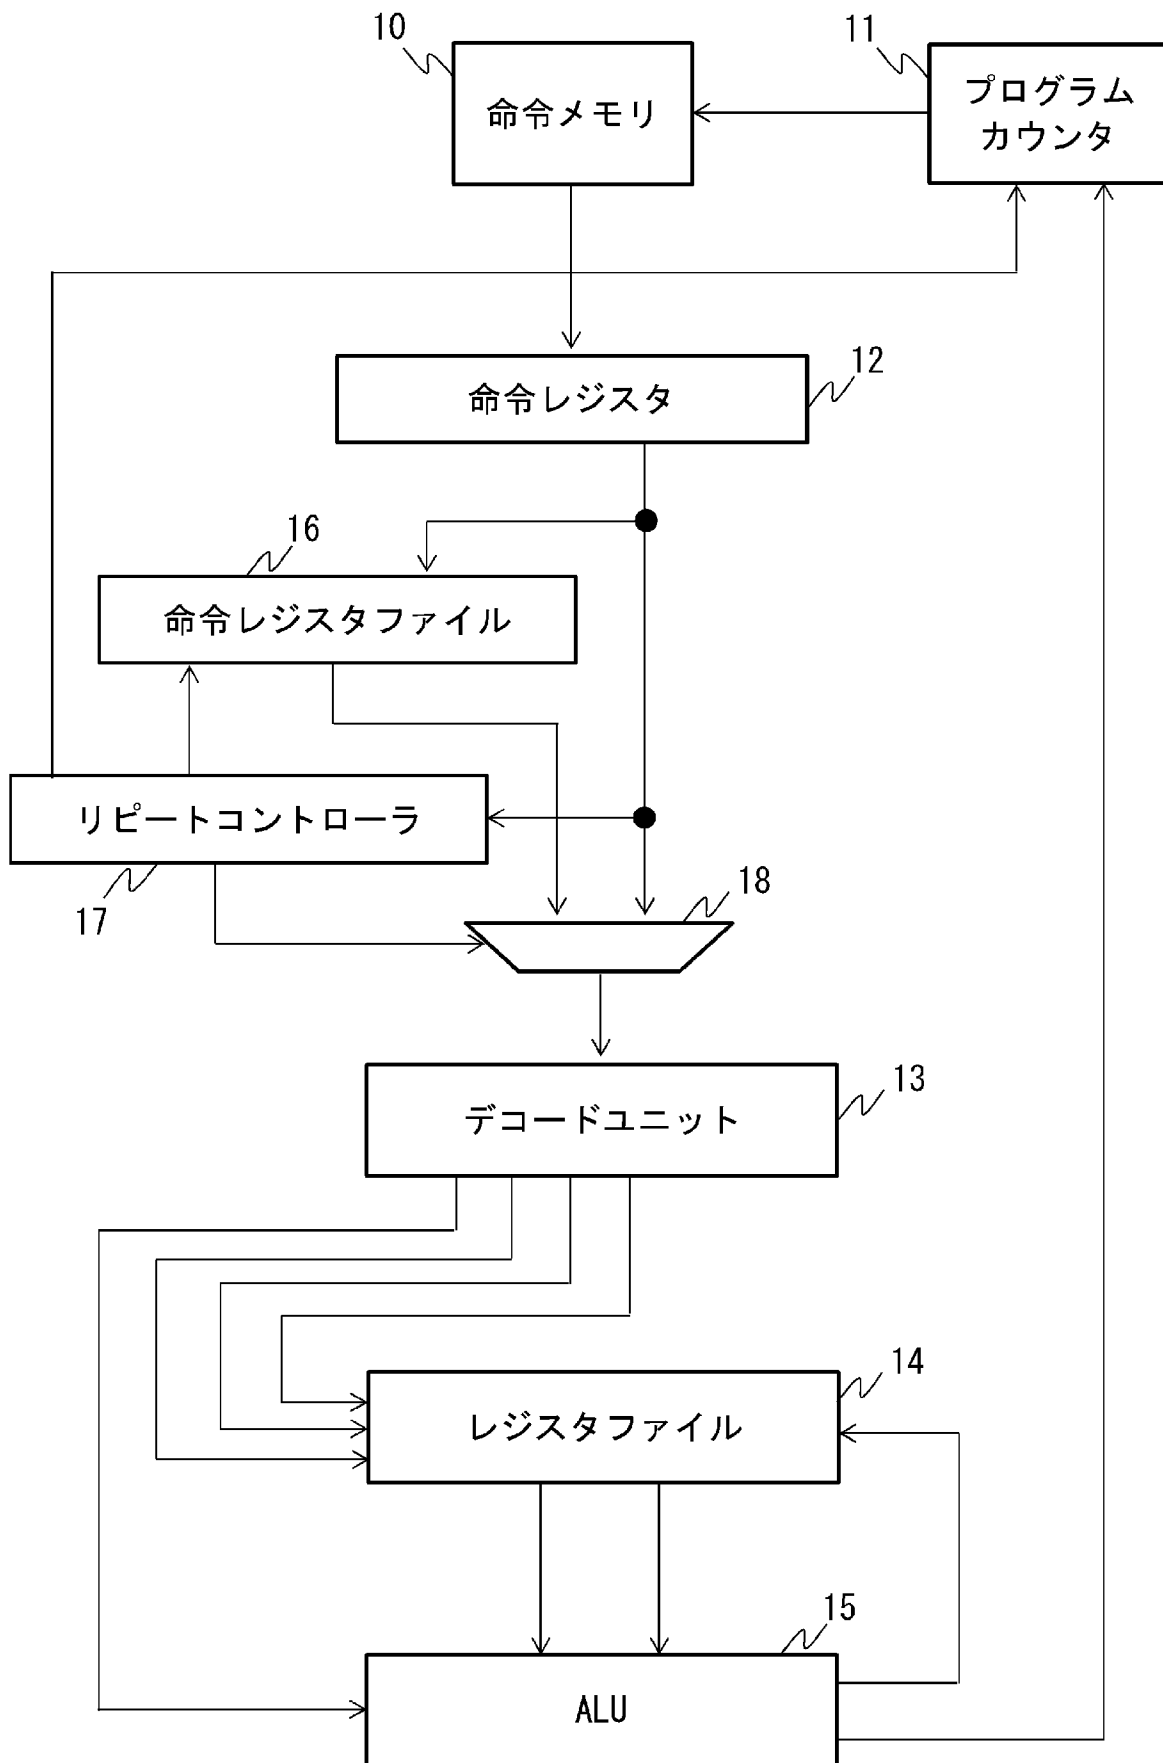 10
11
命令メモリ
プログラム
カウンタ
12
命令レジスタ
16
命令レジスタファイル
リピートコントローラ
17
18
13
デコードユニット
14
レジスタファイル
15
ALU